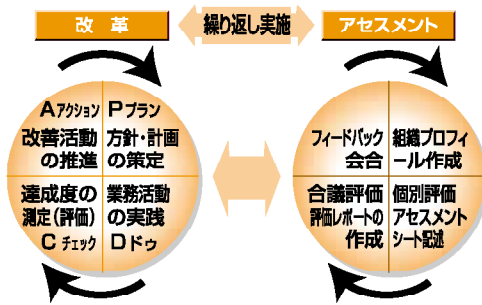 改革
繰り返し実施
アセスメント
Aアクション
改善活動
の推進
Pプラン
方針・計画
の策定
達成度の
測定(評価)
Cチェック
業務活動
の実践
Dドゥ
フィードバック
会合
組織プロフィ
ール作成
合議評価
評価レポートの
作成
個別評価
アセスメント
シート記述